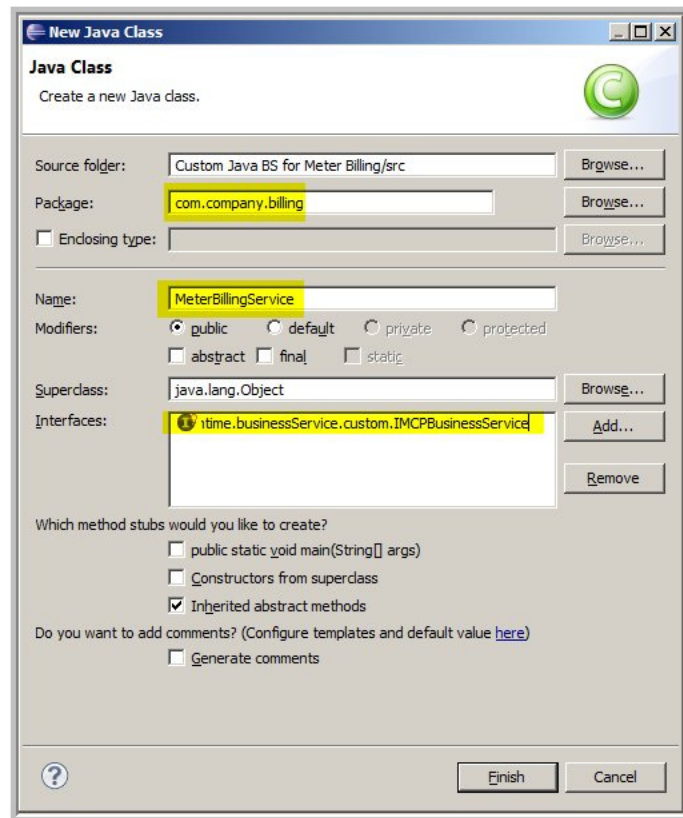 New Java Class
Java Class
Create a new Java class.
Source folder: Custom Java BS for Meter Billing/src Browse...
Package: com.company.billing Browse...
Enclosing type: Browse...
Name: MeterBillingService
Modifiers: public default private protected
abstract final static
Superclass: java.lang.Object Browse...
Interfaces: ntime.businessService.custom.IMCPBusinessService Add...
Remove
Which method stubs would you like to create?
public static void main(String[] args)
Constructors from superclass
Inherited abstract methods
Do you want to add comments? (Configure templates and default value here)
Generate comments
Finish Cancel